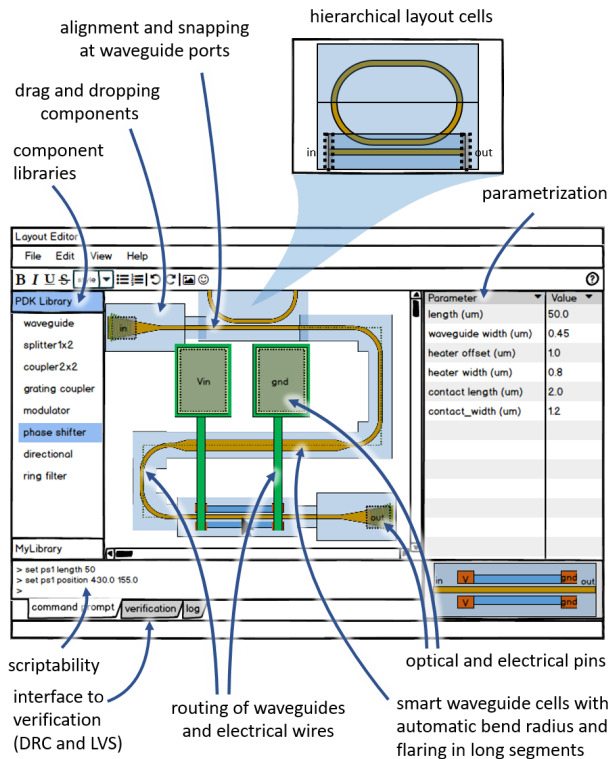 hierarchical layout cells
alignment and snapping
at waveguide ports
drag and dropping
components
component
libraries
in
out
parametrization
Layout Editor
File Edit View Help
B I U S style
PDK Library
waveguide
splitter1x2
coupler2x2
grating coupler
modulator
phase shifter
directional
ring filter
MyLibrary
in
Vin
gnd
out
Parameter Value
length (um) 50.0
waveguide width (um) 0.45
heater offset (um) 1.0
heater width (um) 0.8
contact length (um) 2.0
contact_width (um) 1.2
> set ps1 length 50
> set ps1 position 430.0 155.0
>
command prompt verification log
in V gnd out
V gnd
scriptability
interface to
verification
(DRC and LVS)
routing of waveguides
and electrical wires
optical and electrical pins
smart waveguide cells with
automatic bend radius and
flaring in long segments